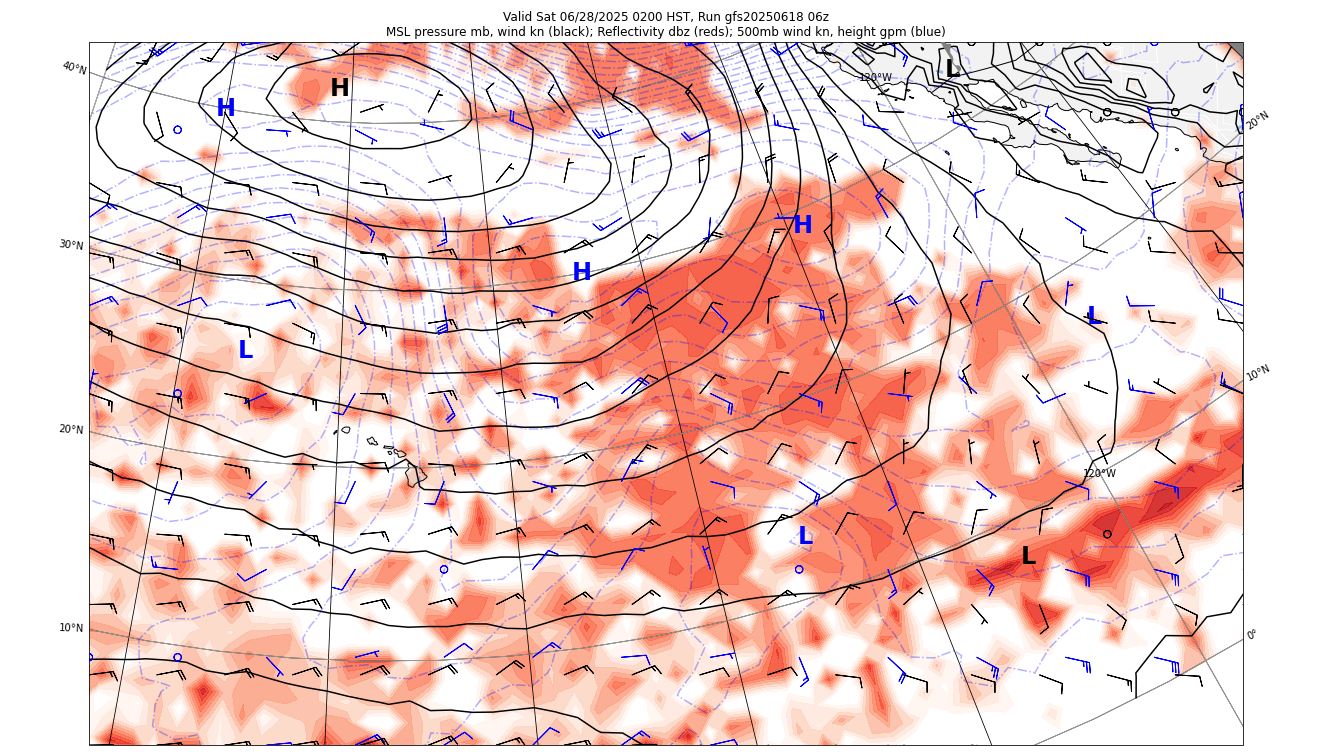 Valid Sat 06/28/2025 0200 HST, Run gfs20250618 06z
MSL pressure mb, wind kn (black); Reflectivity dbz (reds); 500mb wind kn, height gpm (blue)
40°N
120°W
L
H
H
20°N
H
30°N
H
L
L
10°N
20°N
120°W
L
L
10°N
0°